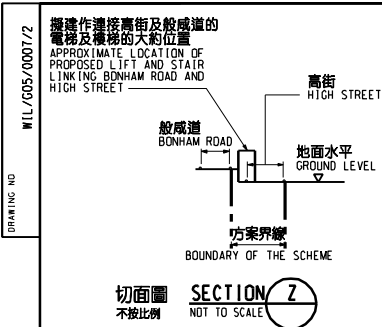 DRAWING NO
WIL/G05/0007/2
擬建作連接高街及般咸道的
電梯及樓梯的大約位置
APPROXIMATE LOCATION OF
PROPOSED LIFT AND STAIR
LINKING BONHAM ROAD AND
HIGH STREET
高街
HIGH STREET
般咸道
BONHAM ROAD
地面水平
GROUND LEVEL
方案界線
BOUNDARY OF THE SCHEME
切面圖
不按比例
SECTION Z
NOT TO SCALE